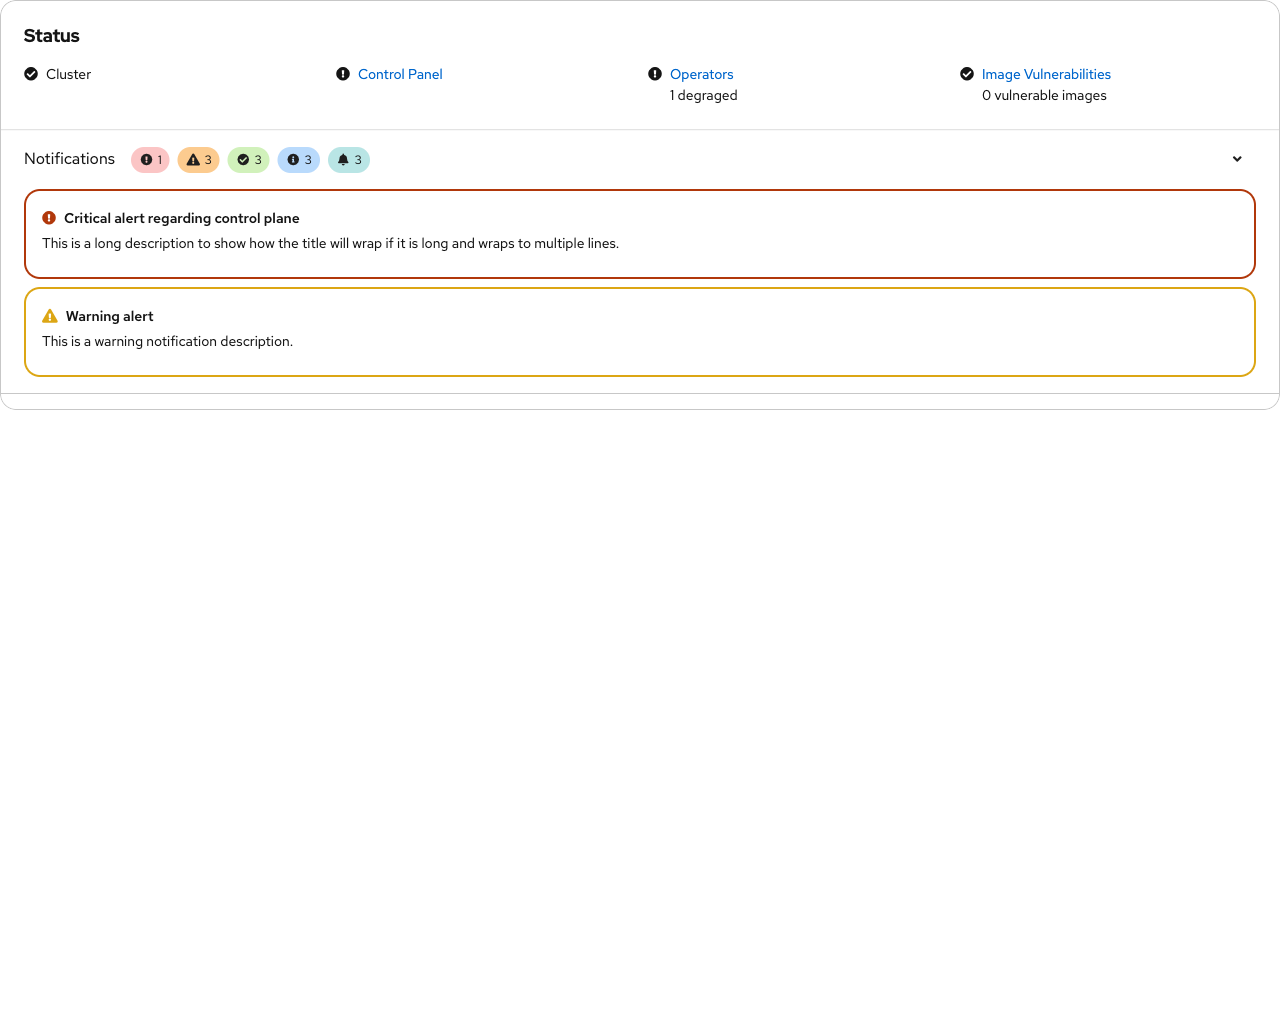 Status
Cluster
Control Panel
Operators
1 degraged
Image Vulnerabilities
0 vulnerable images
Notifications 1 3 3 3 3
Critical alert regarding control plane
This is a long description to show how the title will wrap if it is long and wraps to multiple lines.
Warning alert
This is a warning notification description.